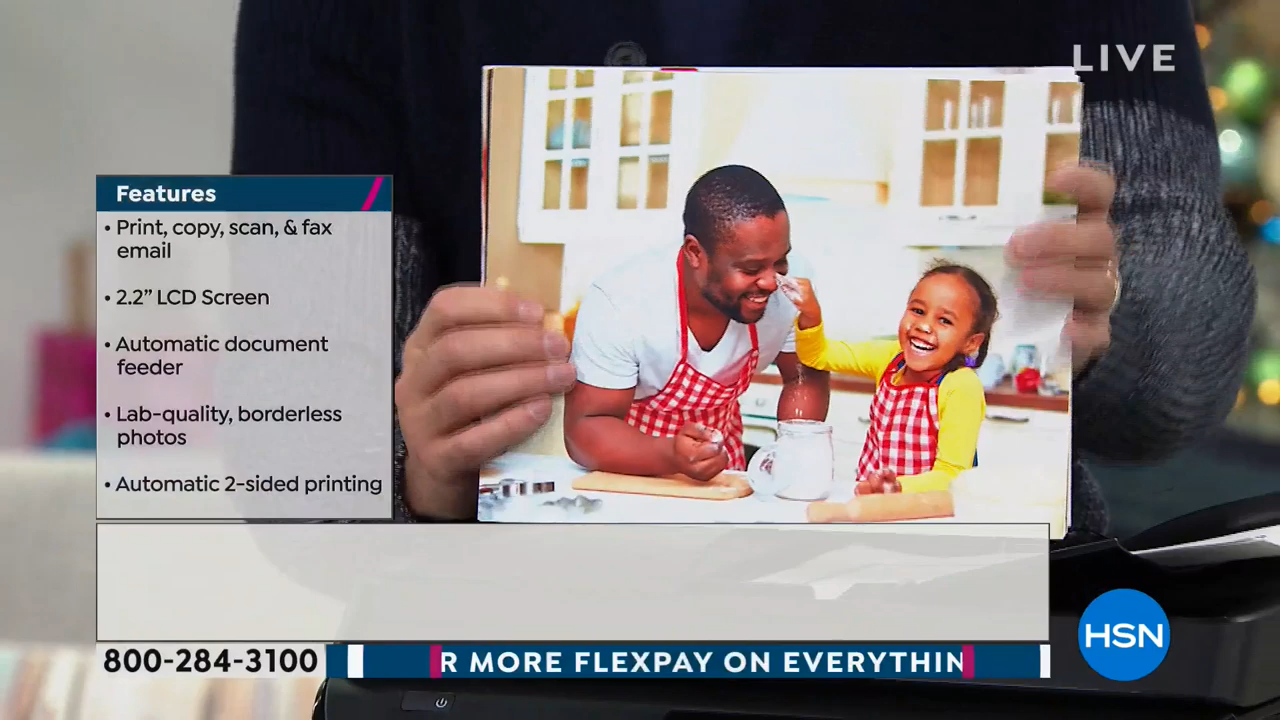 LIVE
Features
• Print, copy, scan, & fax
email
• 2.2” LCD Screen
• Automatic document
feeder
• Lab-quality, borderless
photos
• Automatic 2-sided printing
800-284-3100
R MORE FLEXPAY ON EVERYTHIN
HSN